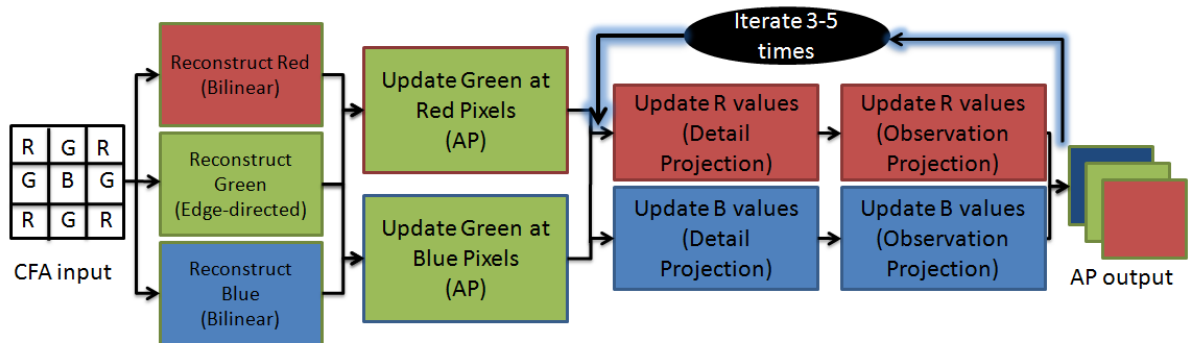 Iterate 3-5
times
R G R
G B G
R G R
CFA input
Reconstruct Red
(Bilinear)
Reconstruct
Green
(Edge-directed)
Reconstruct
Blue
(Bilinear)
Update Green at
Red Pixels
(AP)
Update Green at
Blue Pixels
(AP)
Update R values
(Detail
Projection)
Update R values
(Observation
Projection)
Update B values
(Detail
Projection)
Update B values
(Observation
Projection)
AP output